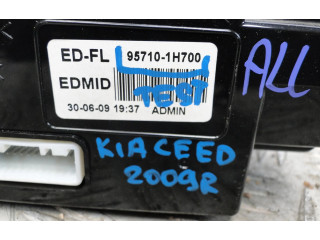 ED-FL 95710-1H700
EDMID TEST
30-06-09 19:37 ADMIN
ALL
KIA CEED
2009R